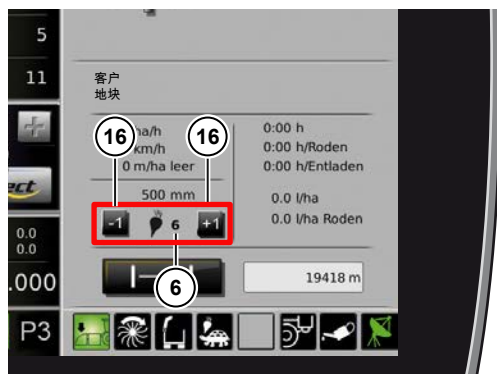 5
11
客户
地块
ha/h
km/h
0 m/ha leer
16
16
0:00 h
0:00 h/Roden
0:00 h/Entladen
500 mm
0.0 l/ha
0.0 l/ha Roden
-1
6
+1
ect
0.0
0.0
.000
6
19418 m
P3